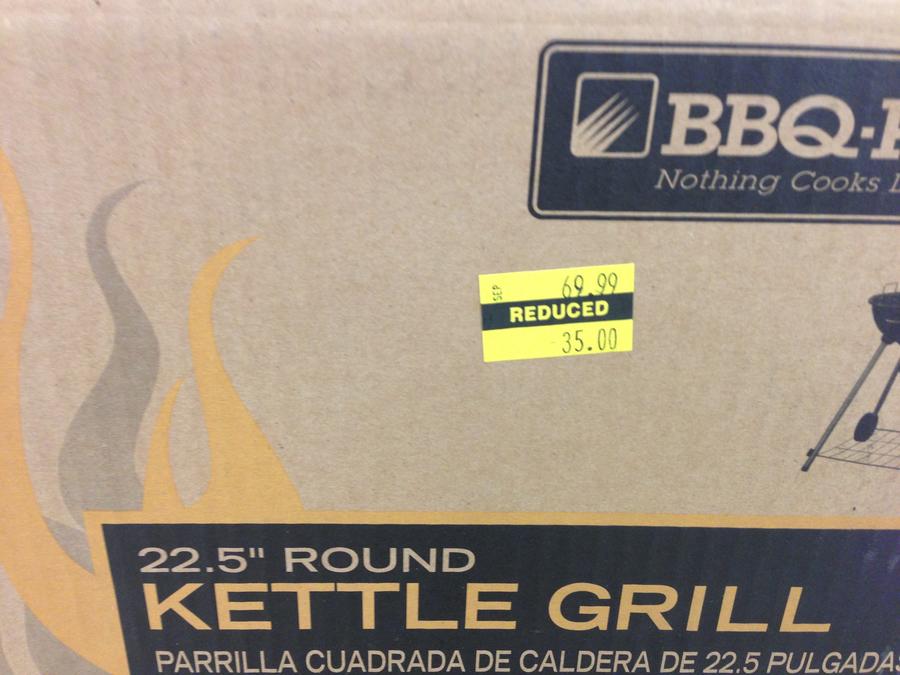 BBQ-
Nothing Cooks
SEP
69.99
REDUCED
35.00
22.5" ROUND
KETTLE GRILL
PARRILLA CUADRADA DE CALDERA DE 22.5 PULGADAS